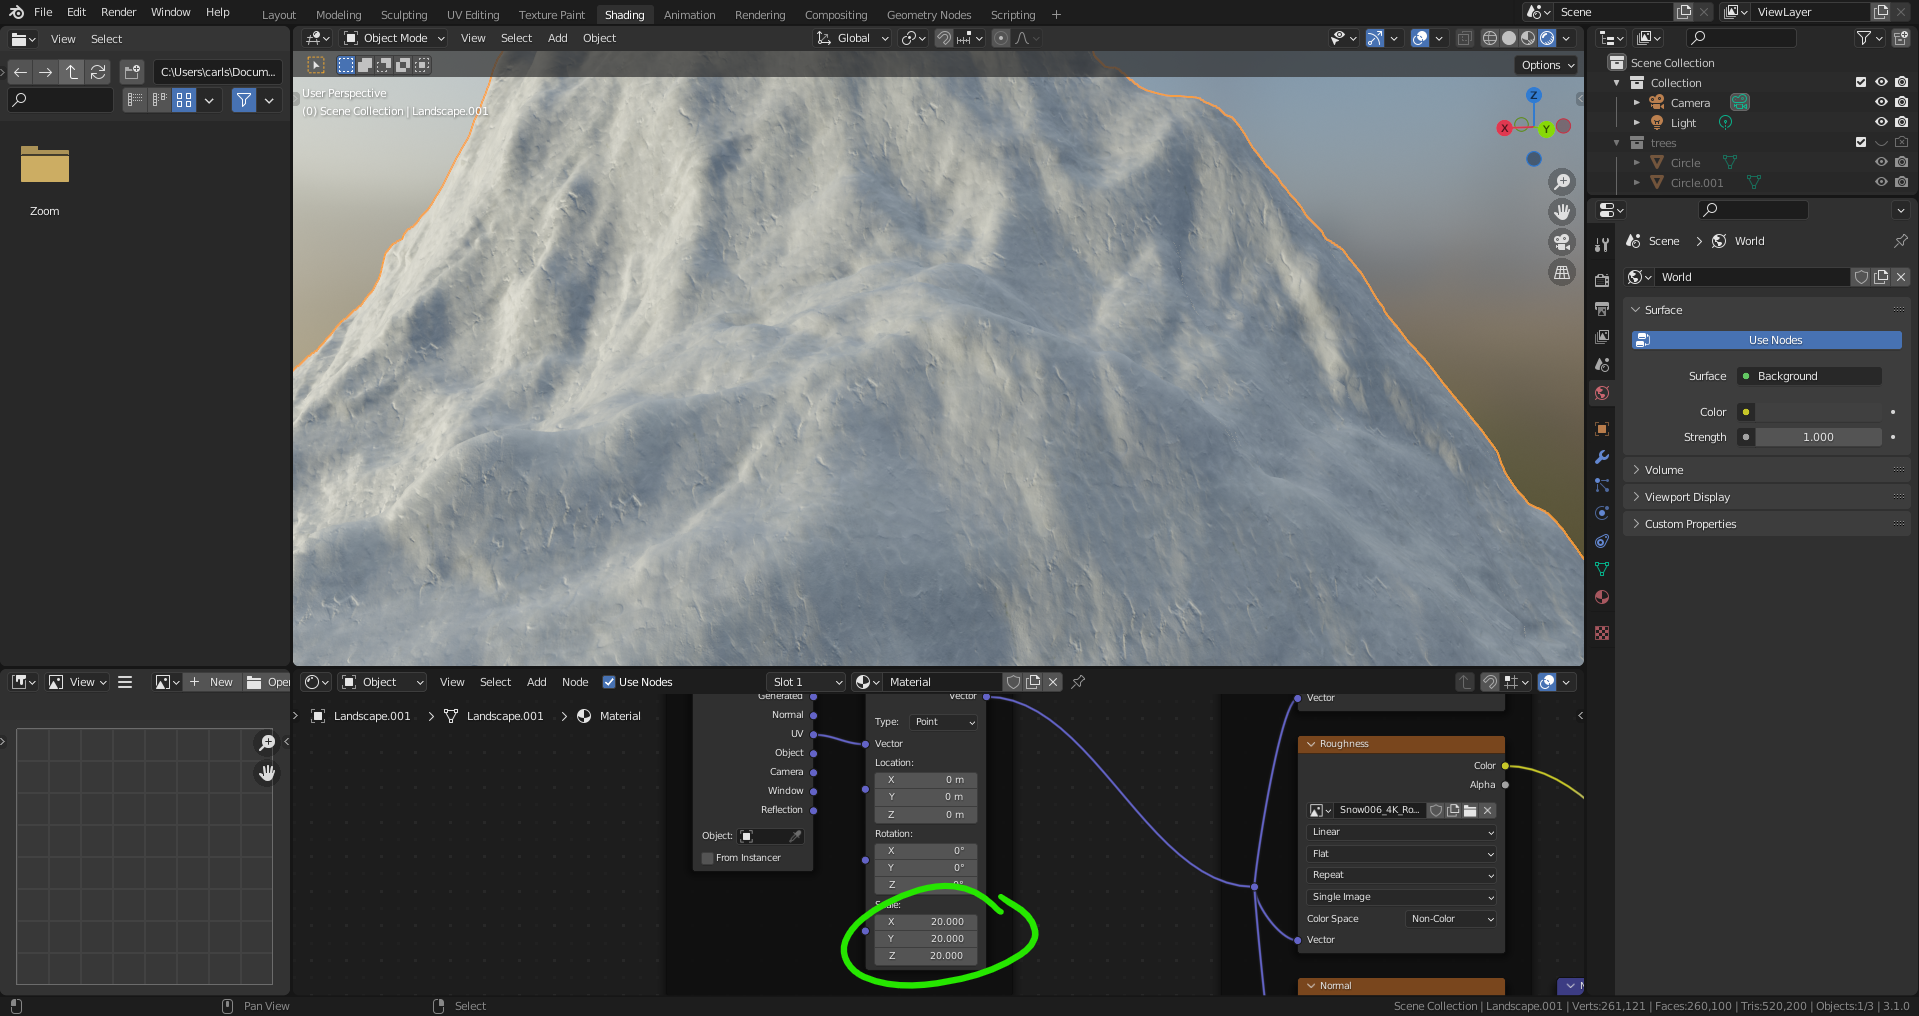 File Edit Render Window Help
Layout Modeling Sculpting UV Editing Texture Paint Shading Animation Rendering Compositing Geometry Nodes Scripting +
Scene
ViewLayer
View Select
C:\Users\carls\Docum...
Zoom
Object Mode View Select Add Object
Global
Options
User Perspective
(0) Scene Collection | Landscape.001
Z
X
Y
Scene Collection
Collection
Camera
Light
trees
Circle
Circle.001
Scene > World
World
Surface
Use Nodes
Surface Background
Color
Strength 1.000
Volume
Viewport Display
Custom Properties
View + New Open
Object View Select Add Node Use Nodes Slot 1 Material
Landscape.001 > Landscape.001 > Material
Generated
Normal
UV
Object
Camera
Window
Reflection
Object:
From Instancer
Vector
Type: Point
Vector
Location:
X 0 m
Y 0 m
Z 0 m
Rotation:
X 0°
Y 0°
Z 0°
Scale:
X 20.000
Y 20.000
Z 20.000
Vector
Roughness
Color
Alpha
Snow006_4K_Ro...
Linear
Flat
Repeat
Single Image
Color Space Non-Color
Vector
Normal
Pan View
Select
Scene Collection | Landscape.001 | Verts:261,121 | Faces:260,100 | Tris:520,200 | Objects:1/3 | 3.1.0